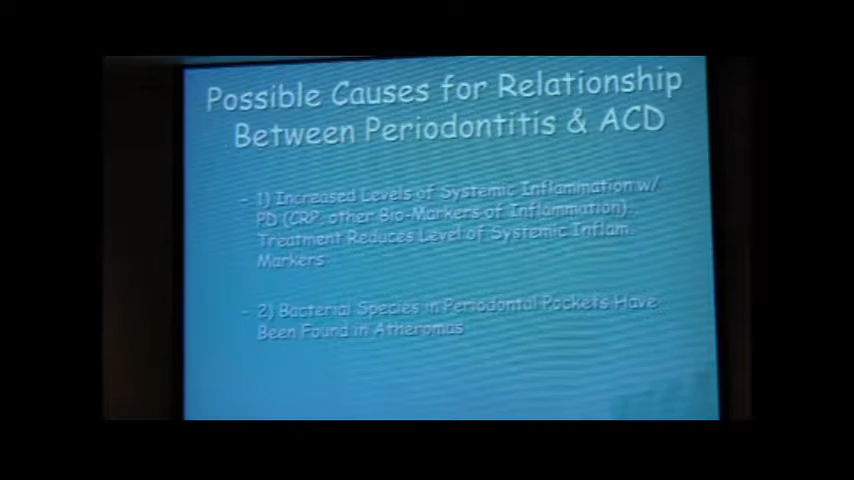 Possible Causes for Relationship
Between Periodontitis & ACD
- 1) Increased Levels of Systemic Inflammation w/
PD (CRP, other Bio-Markers of Inflammation).
Treatment Reduces Level of Systemic Inflam.
Markers
- 2) Bacterial Species in Periodontal Pockets Have
Been Found in Atheromas